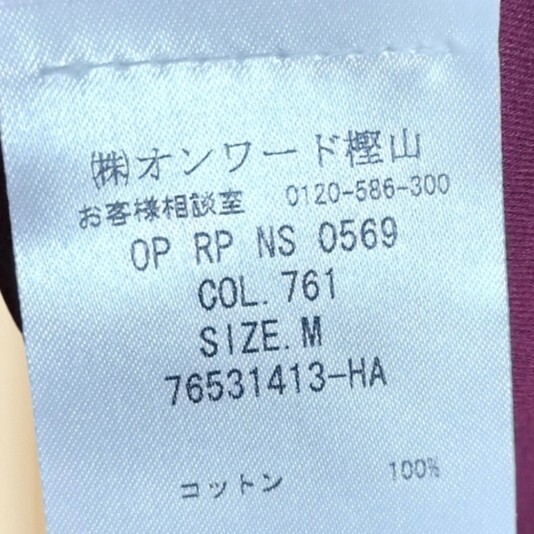 ㈱オンワード樫山
お客様相談室 0120-586-300
OP RP NS 0569
COL.761
SIZE.M
76531413-HA
コットン 100%